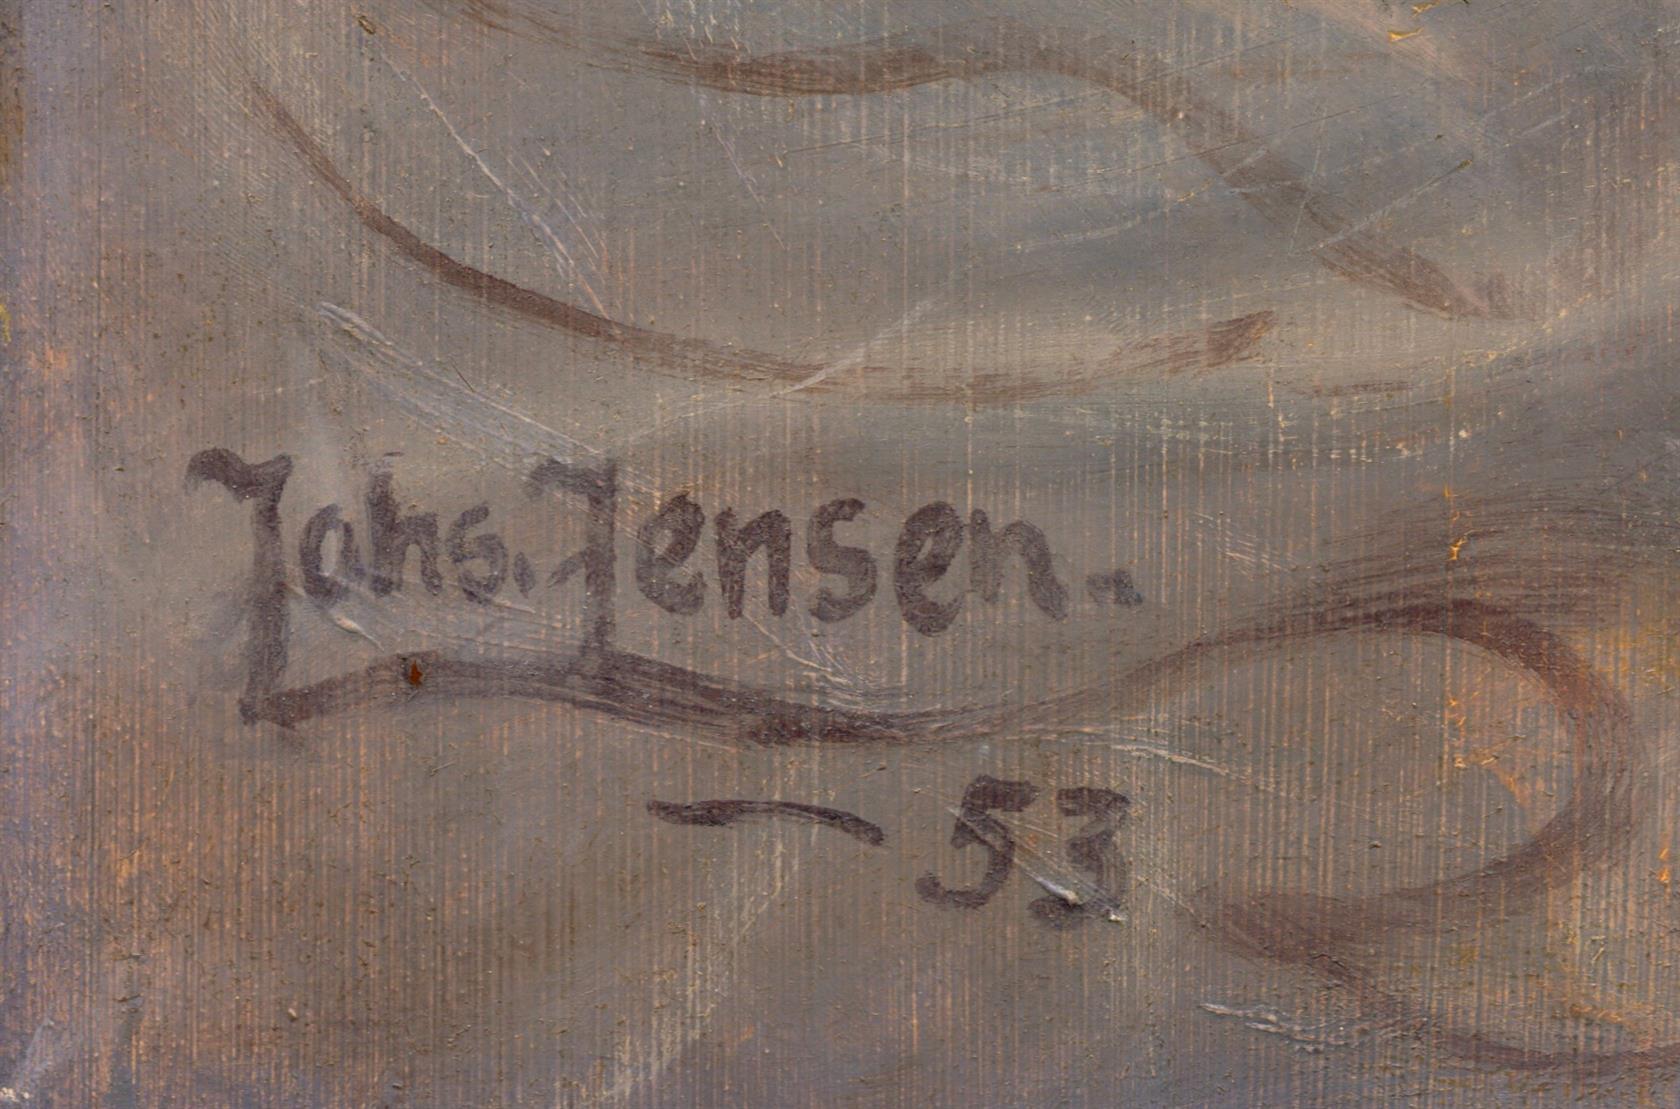 Johs. Jensen.
— 53